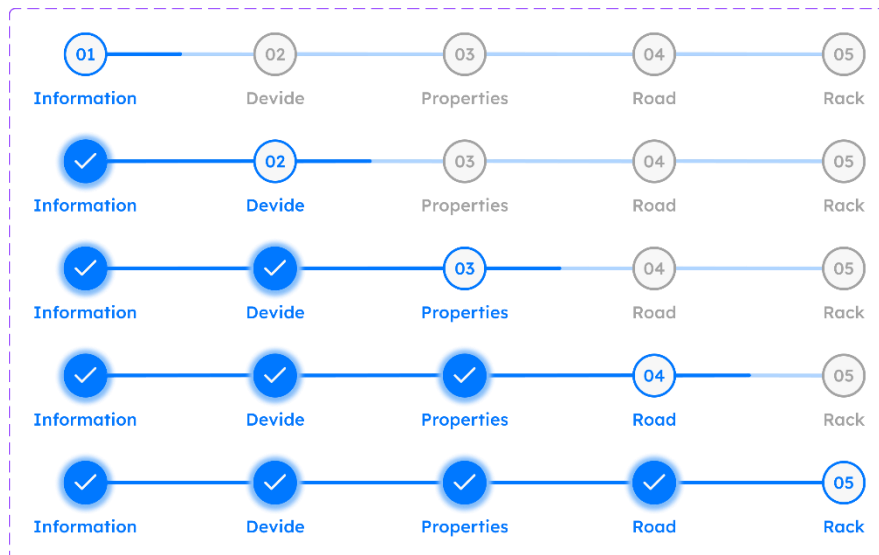 01 02 03 04 05
Information Devide Properties Road Rack
02 03 04 05
Information Devide Properties Road Rack
03 04 05
Information Devide Properties Road Rack
04 05
Information Devide Properties Road Rack
05
Information Devide Properties Road Rack